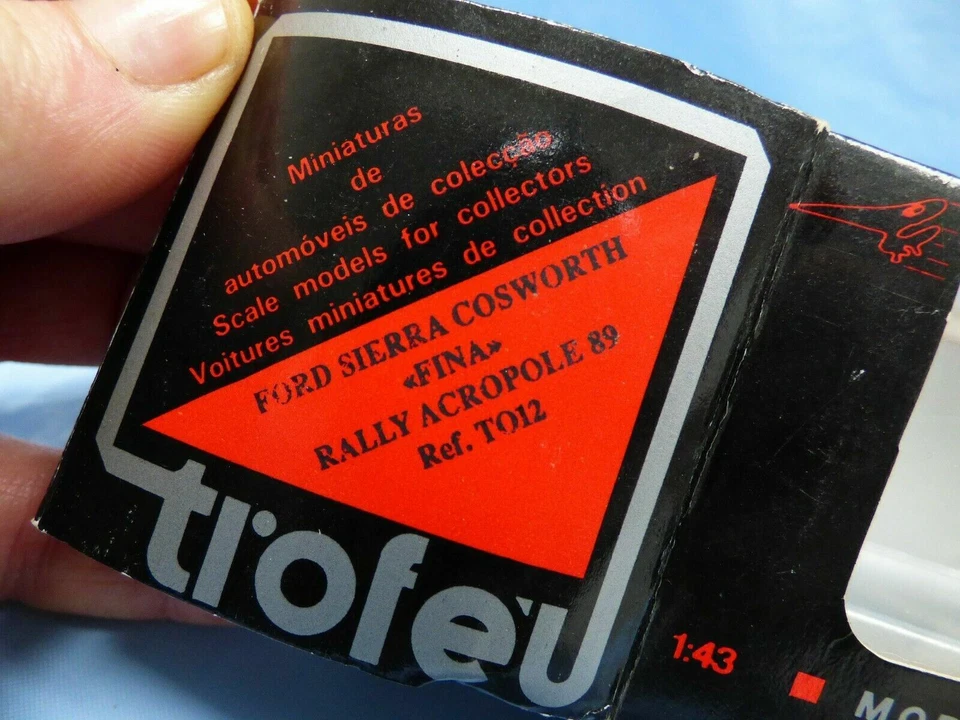 Miniaturas
de
automóveis de colecção
Scale models for collectors
Voitures miniatures de collection
FORD SIERRA COSWORTH
«FINA»
RALLY ACROPOLE 89
Ref. TO12
trofeu
1:43